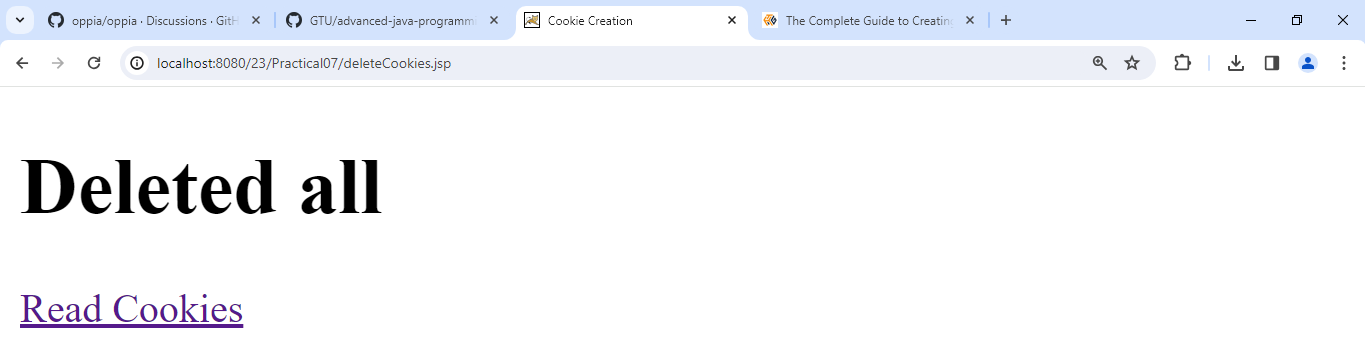 oppia/oppia · Discussions · GitH
GTU/advanced-java-programm
Cookie Creation
The Complete Guide to Creating
localhost:8080/23/Practical07/deleteCookies.jsp
Deleted all
Read Cookies